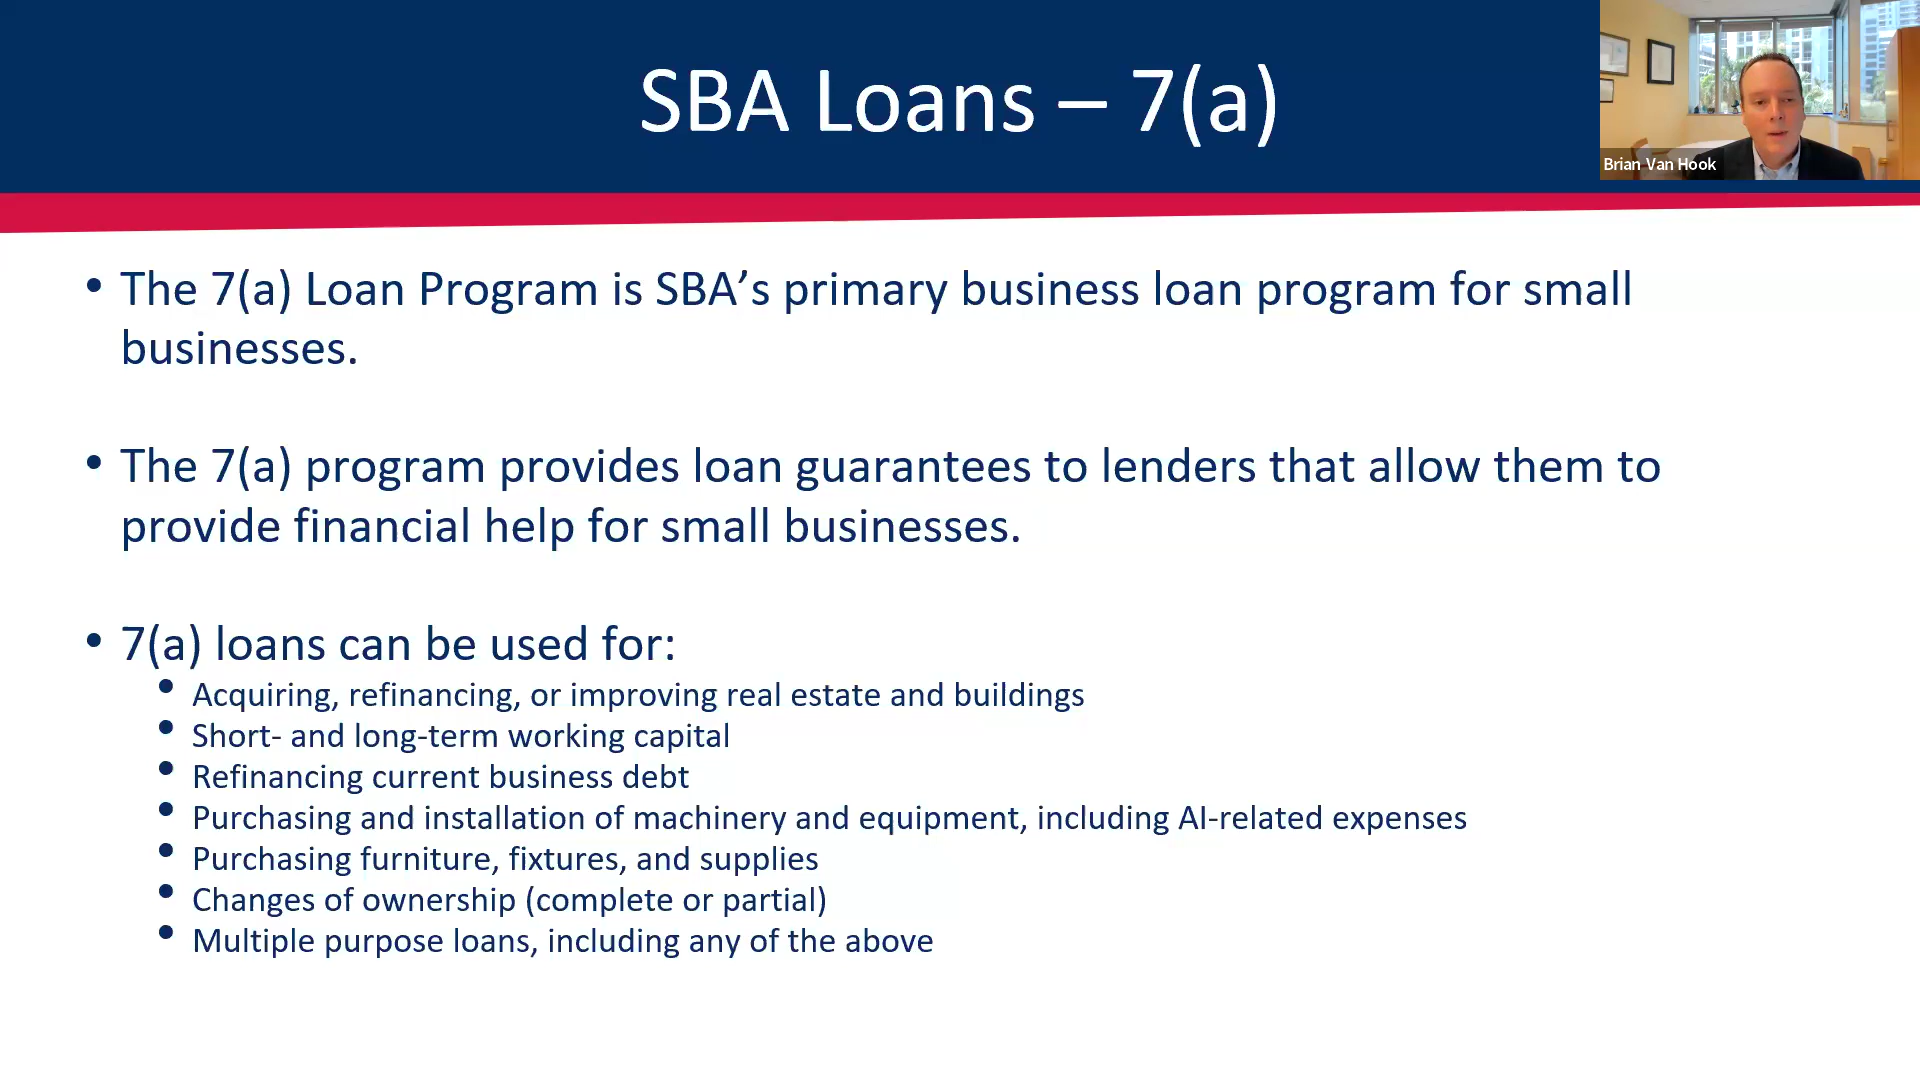 SBA Loans – 7(a)
Brian Van Hook
• The 7(a) Loan Program is SBA’s primary business loan program for small
businesses.
• The 7(a) program provides loan guarantees to lenders that allow them to
provide financial help for small businesses.
• 7(a) loans can be used for:
• Acquiring, refinancing, or improving real estate and buildings
• Short- and long-term working capital
• Refinancing current business debt
• Purchasing and installation of machinery and equipment, including AI-related expenses
• Purchasing furniture, fixtures, and supplies
• Changes of ownership (complete or partial)
• Multiple purpose loans, including any of the above